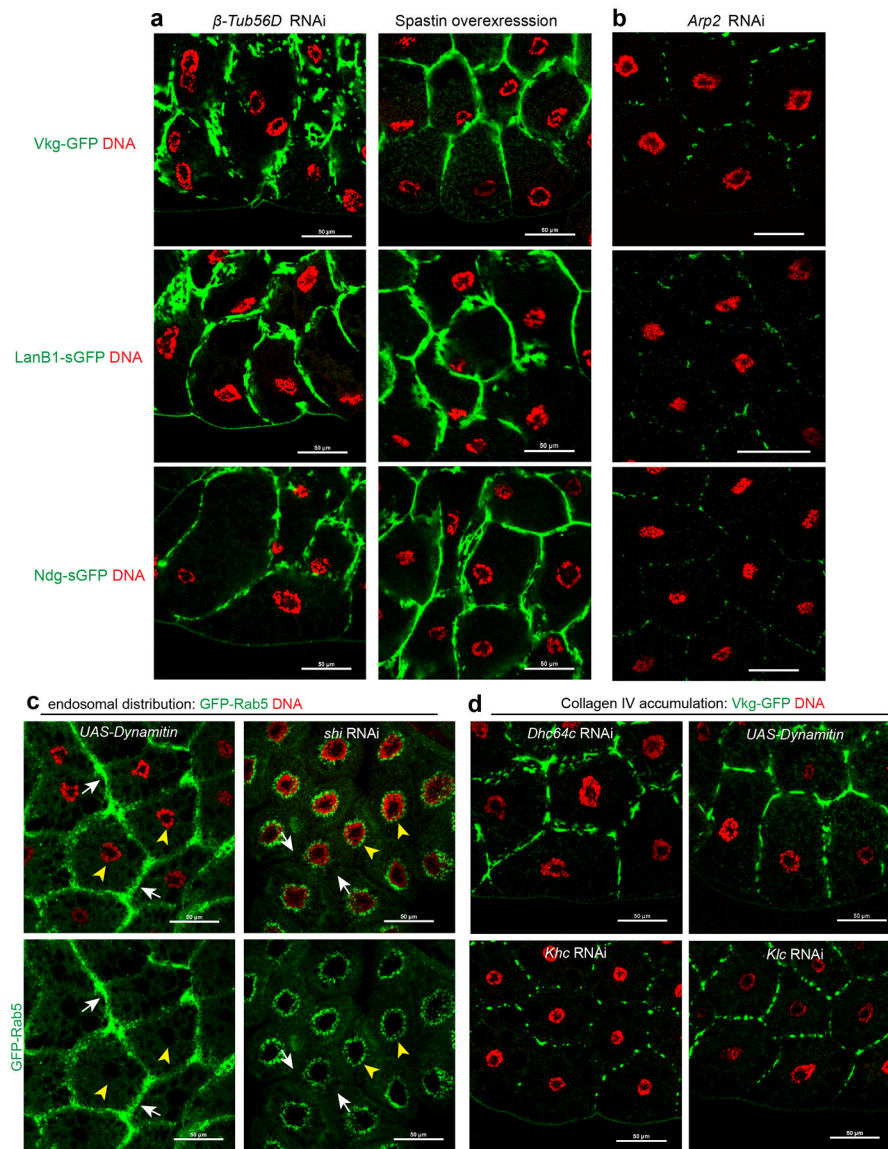 a
β-Tub56D RNAi
Spastin overexresssion
b
Arp2 RNAi
Vkg-GFP DNA
50 µm
50 µm
LanB1-sGFP DNA
50 µm
50 µm
Ndg-sGFP DNA
50 µm
50 µm
c
endosomal distribution: GFP-Rab5 DNA
UAS-Dynamitin
shi RNAi
50 µm
50 µm
GFP-Rab5
50 µm
50 µm
d
Collagen IV accumulation: Vkg-GFP DNA
Dhc64c RNAi
UAS-Dynamitin
50 µm
50 µm
Khc RNAi
Klc RNAi
50 µm
50 µm